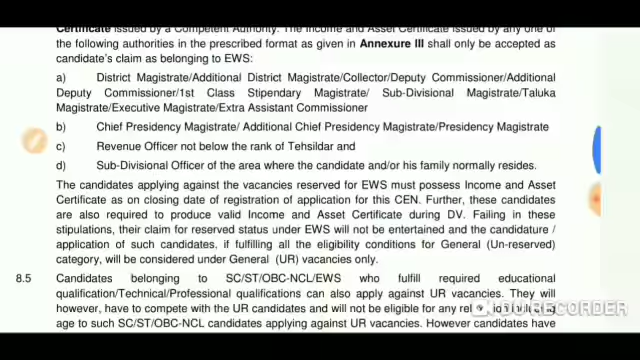 Certificate issued by a Competent Authority. The Income and Asset Certificate issued by any one of
the following authorities in the prescribed format as given in Annexure III shall only be accepted as
candidate's claim as belonging to EWS:
a) District Magistrate/Additional District Magistrate/Collector/Deputy Commissioner/Additional
Deputy Commissioner/1st Class Stipendary Magistrate/ Sub-Divisional Magistrate/Taluka
Magistrate/Executive Magistrate/Extra Assistant Commissioner
b) Chief Presidency Magistrate/ Additional Chief Presidency Magistrate/Presidency Magistrate
c) Revenue Officer not below the rank of Tehsildar and
d) Sub-Divisional Officer of the area where the candidate and/or his family normally resides.
The candidates applying against the vacancies reserved for EWS must possess Income and Asset
Certificate as on closing date of registration of application for this CEN. Further, these candidates
are also required to produce valid Income and Asset Certificate during DV. Failing in these
stipulations, their claim for reserved status under EWS will not be entertained and the candidature /
application of such candidates, if fulfilling all the eligibility conditions for General (Un-reserved)
category, will be considered under General (UR) vacancies only.
8.5 Candidates belonging to SC/ST/OBC-NCL/EWS who fulfill required educational
qualification/Technical/Professional qualifications can also apply against UR vacancies. They will
however, have to compete with the UR candidates and will not be eligible for any
age to such SC/ST/OBC-NCL candidates applying against UR vacancies. However candidates have
DU RECORDER